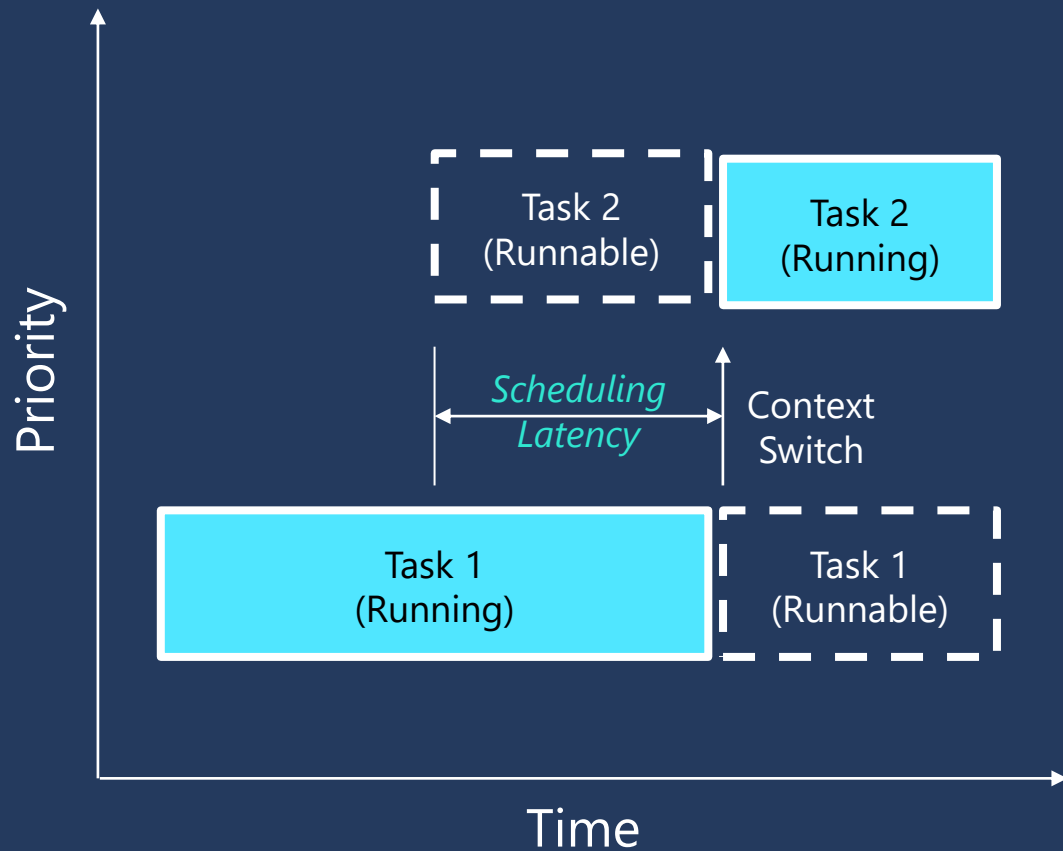 Priority
Task 2
(Runnable)
Task 2
(Running)
Scheduling
Latency
Context
Switch
Task 1
(Running)
Task 1
(Runnable)
Time